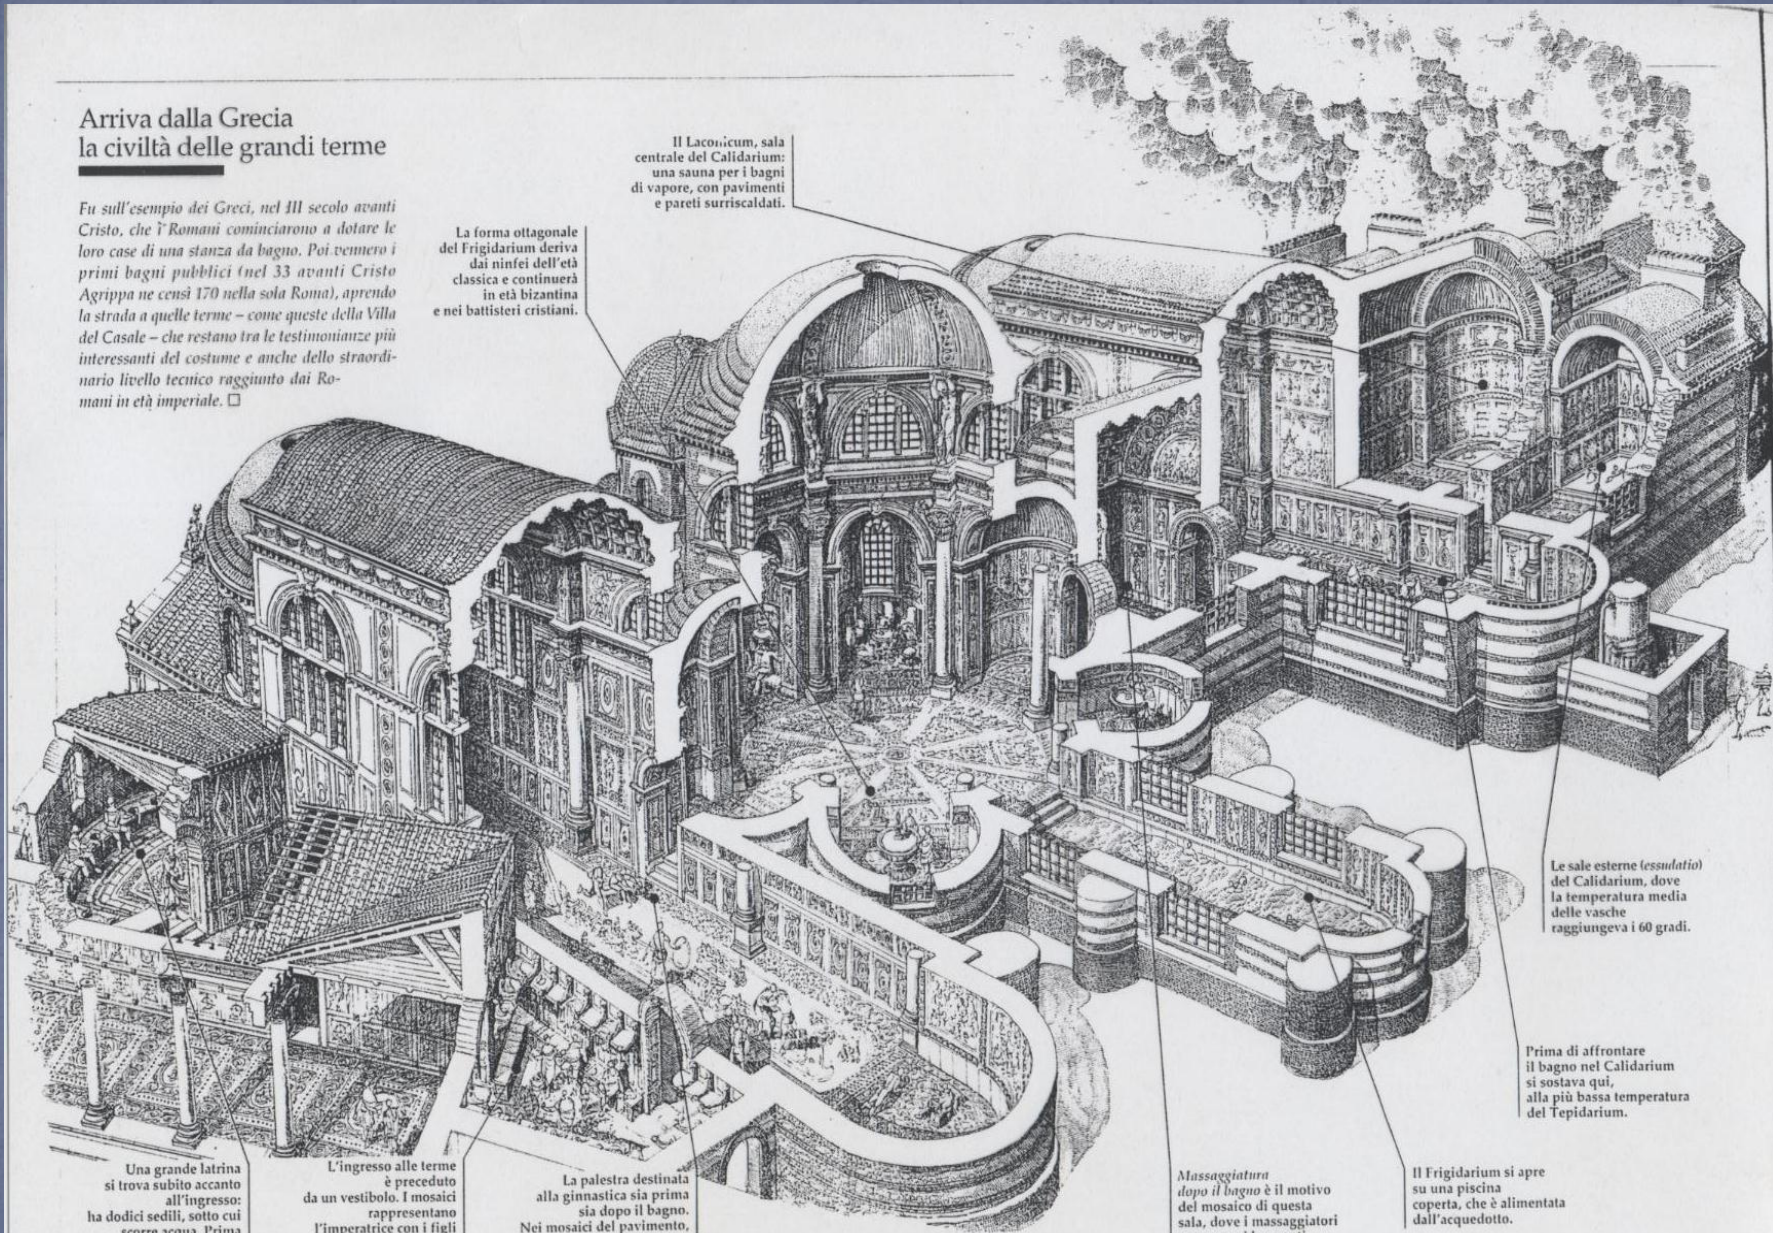 Arriva dalla Grecia
la civiltà delle grandi terme
Fu sull'esempio dei Greci, nel III secolo avanti
Cristo, che i Romani cominciarono a dotare le
loro case di una stanza da bagno. Poi vennero i
primi bagni pubblici (nel 33 avanti Cristo
Agrippa ne censì 170 nella sola Roma), aprendo
la strada a quelle terme – come queste della Villa
del Casale – che restano tra le testimonianze più
interessanti del costume e anche dello straordi-
nario livello tecnico raggiunto dai Ro-
mani in età imperiale. □
La forma ottagonale
del Frigidarium deriva
dai ninfei dell'età
classica e continuerà
in età bizantina
e nei battisteri cristiani.
Il Laconicum, sala
centrale del Calidarium:
una sauna per i bagni
di vapore, con pavimenti
e pareti surriscaldati.
Le sale esterne (essudatio)
del Calidarium, dove
la temperatura media
delle vasche
raggiungeva i 60 gradi.
Prima di affrontare
il bagno nel Calidarium
si sostava qui,
alla più bassa temperatura
del Tepidarium.
Una grande latrina
si trova subito accanto
all'ingresso:
ha dodici sedili, sotto cui
scorre acqua. Prima
L'ingresso alle terme
è preceduto
da un vestibolo. I mosaici
rappresentano
l'imperatrice con i figli
La palestra destinata
alla ginnastica sia prima
sia dopo il bagno.
Nei mosaici del pavimento,
Massaggiatura
dopo il bagno è il motivo
del mosaico di questa
sala, dove i massaggiatori
Il Frigidarium si apre
su una piscina
coperta, che è alimentata
dall'acquedotto.